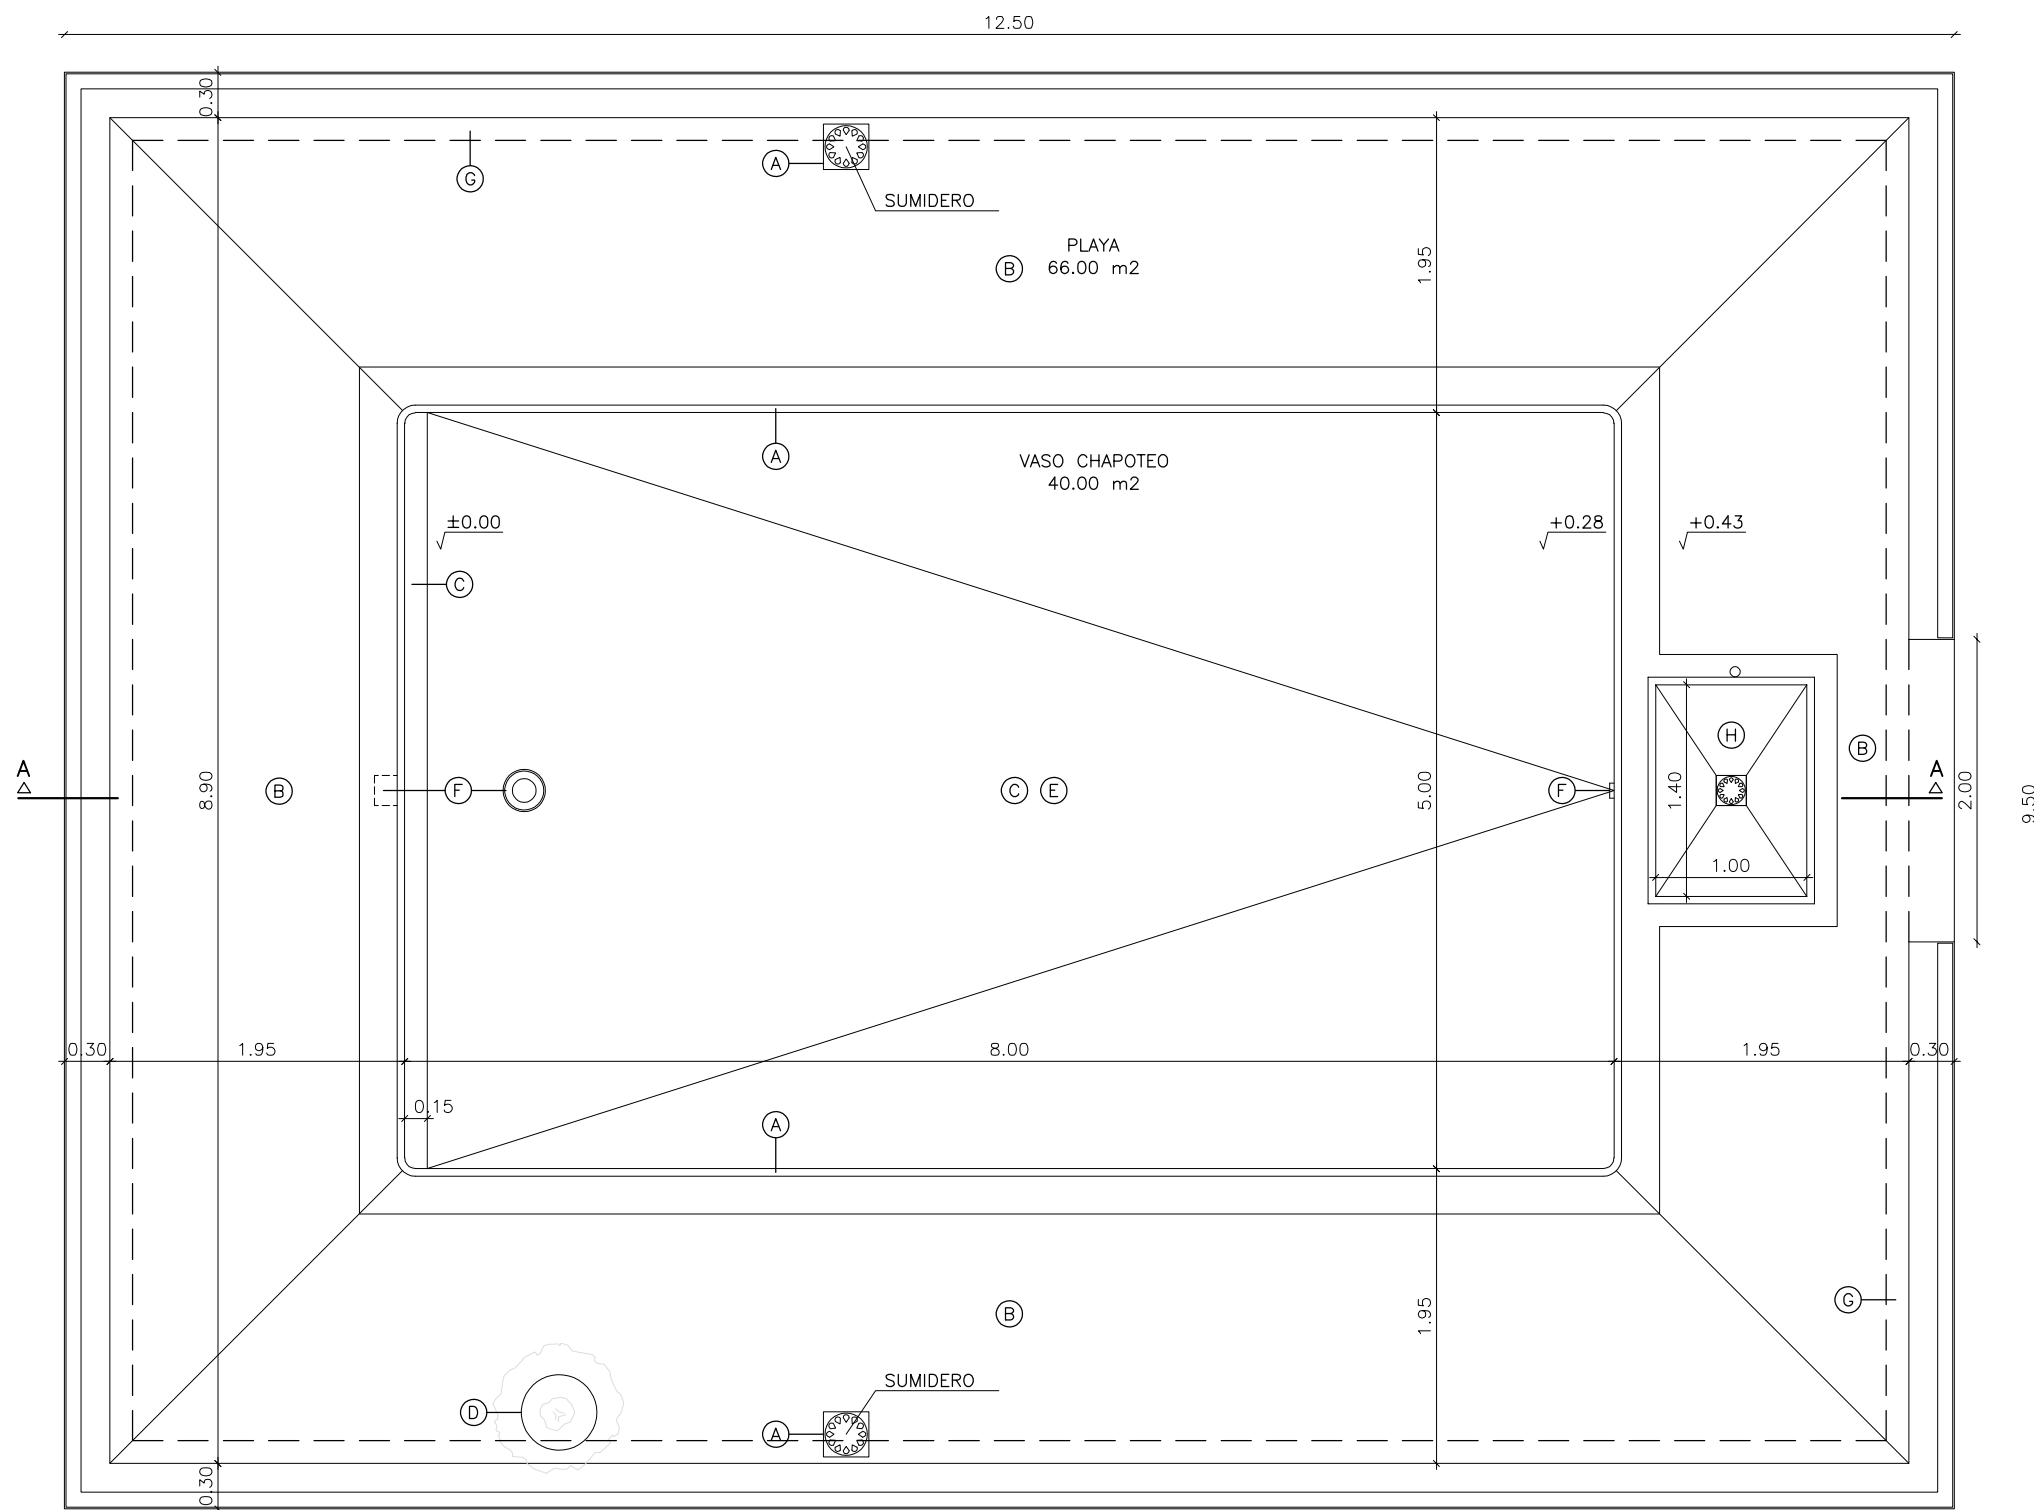 12.50
0.30
A
G
SUMIDERO
PLAYA
B 66.00 m2
1.95
A
VASO CHAPOTEO
40.00 m2
±0.00
+0.28
+0.43
C
H
B
A
F
B
8.90
C E
5.00
F
1.40
A
2.00
9.50
1.00
0.30
1.95
8.00
1.95
0.30
0.15
A
G
B
1.95
SUMIDERO
D
A
0.30